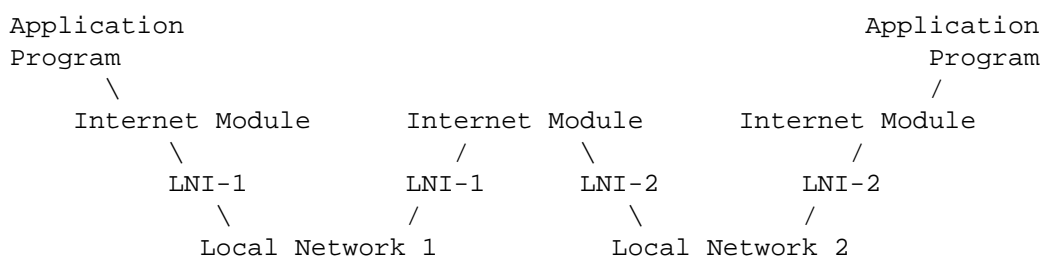 Application Application
Program Program
\ /
Internet Module Internet Module Internet Module
\ / \ /
LNI-1 LNI-1 LNI-2 LNI-2
\ / \ /
Local Network 1 Local Network 2